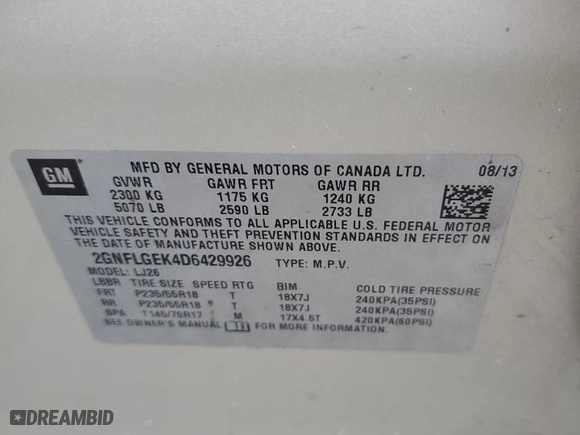 GM
MFD BY GENERAL MOTORS OF CANADA LTD. 08/13
GVWR GAWR FRT GAWR RR
2300 KG 1175 KG 1240 KG
5070 LB 2590 LB 2733 LB
THIS VEHICLE CONFORMS TO ALL APPLICABLE U.S. FEDERAL MOTOR
VEHICLE SAFETY AND THEFT PREVENTION STANDARDS IN EFFECT ON
THE DATE OF MANUFACTURE SHOWN ABOVE.
2GNFLGEK4D6429926 TYPE: M.P.V.
MODEL: LJ26
LBBR TIRE SIZE SPEED RTG BIM COLD TIRE PRESSURE
FRT P235/55R18 T 18X7J 240KPA(35PSI)
RR P235/55R18 T 18X7J 240KPA(35PSI)
SPA T145/70R17 M 17X4.5T 420KPA(60PSI)
SEE OWNER'S MANUAL FOR MORE INFORMATION
DREAMBID